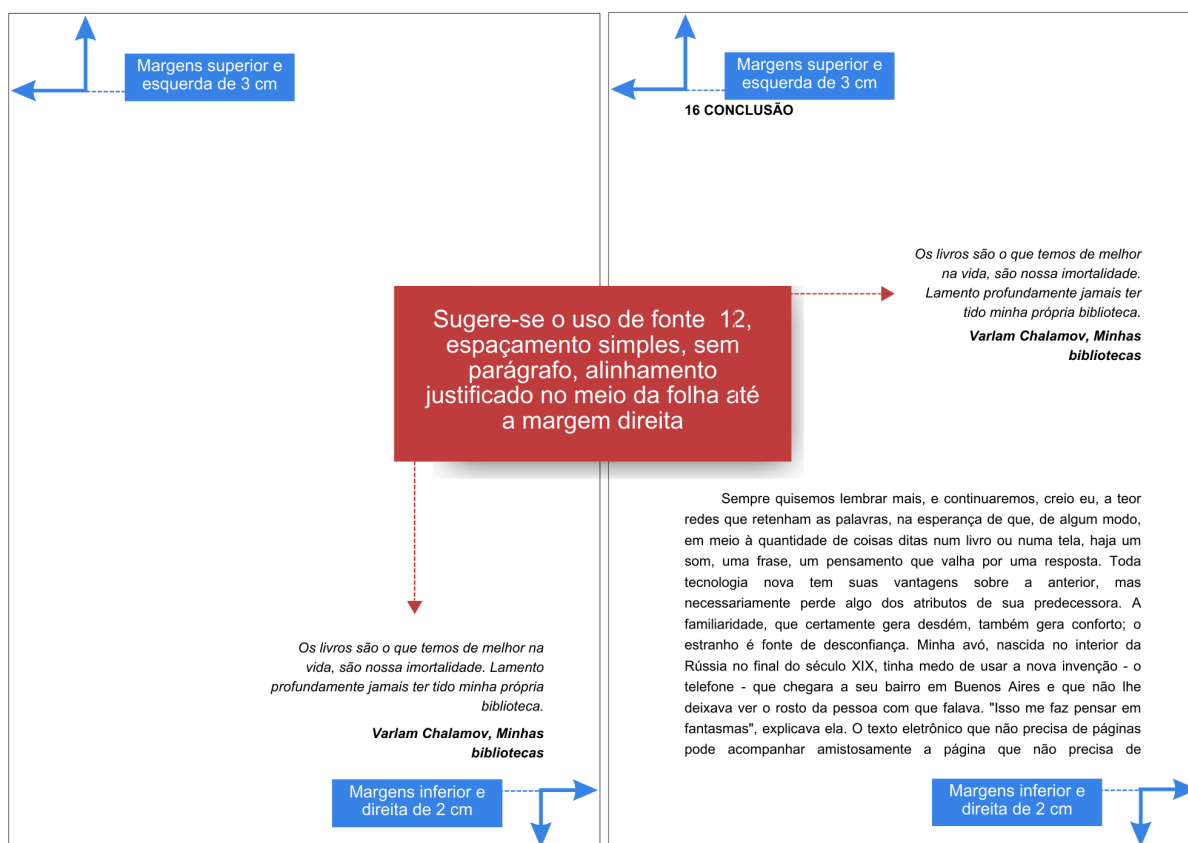 Margens superior e
esquerda de 3 cm
Sugere-se o uso de fonte 12,
espaçamento simples, sem
parágrafo, alinhamento
justificado no meio da folha até
a margem direita
Os livros são o que temos de melhor na
vida, são nossa imortalidade. Lamento
profundamente jamais ter tido minha própria
biblioteca.
Varlam Chalamov, Minhas
bibliotecas
Margens inferior e
direita de 2 cm
Margens superior e
esquerda de 3 cm
16 CONCLUSÃO
Os livros são o que temos de melhor
na vida, são nossa imortalidade.
Lamento profundamente jamais ter
tido minha própria biblioteca.
Varlam Chalamov, Minhas
bibliotecas
Sempre quisemos lembrar mais, e continuaremos, creio eu, a teor
redes que retenham as palavras, na esperança de que, de algum modo,
em meio à quantidade de coisas ditas num livro ou numa tela, haja um
som, uma frase, um pensamento que valha por uma resposta. Toda
tecnologia nova tem suas vantagens sobre a anterior, mas
necessariamente perde algo dos atributos de sua predecessora. A
familiaridade, que certamente gera desdém, também gera conforto; o
estranho é fonte de desconfiança. Minha avó, nascida no interior da
Rússia no final do século XIX, tinha medo de usar a nova invenção - o
telefone - que chegara a seu bairro em Buenos Aires e que não lhe
deixava ver o rosto da pessoa com que falava. "Isso me faz pensar em
fantasmas", explicava ela. O texto eletrônico que não precisa de páginas
pode acompanhar amistosamente a página que não precisa de
Margens inferior e
direita de 2 cm